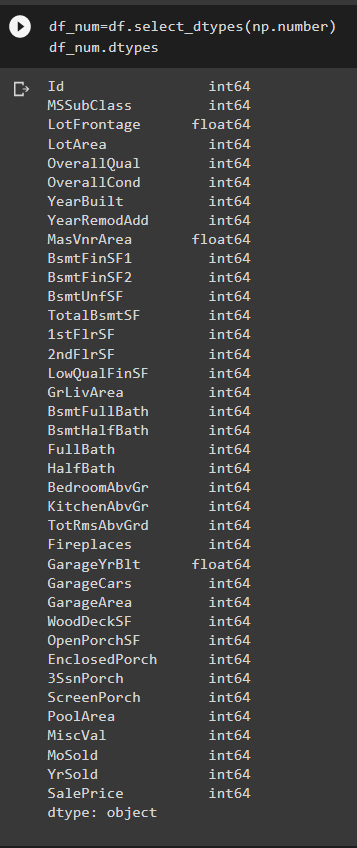 df_num=df.select_dtypes(np.number)
df_num.dtypes
Id int64
MSSubClass int64
LotFrontage float64
LotArea int64
OverallQual int64
OverallCond int64
YearBuilt int64
YearRemodAdd int64
MasVnrArea float64
BsmtFinSF1 int64
BsmtFinSF2 int64
BsmtUnfSF int64
TotalBsmtSF int64
1stFlrSF int64
2ndFlrSF int64
LowQualFinSF int64
GrLivArea int64
BsmtFullBath int64
BsmtHalfBath int64
FullBath int64
HalfBath int64
BedroomAbvGr int64
KitchenAbvGr int64
TotRmsAbvGrd int64
Fireplaces int64
GarageYrBlt float64
GarageCars int64
GarageArea int64
WoodDeckSF int64
OpenPorchSF int64
EnclosedPorch int64
3SsnPorch int64
ScreenPorch int64
PoolArea int64
MiscVal int64
MoSold int64
YrSold int64
SalePrice int64
dtype: object